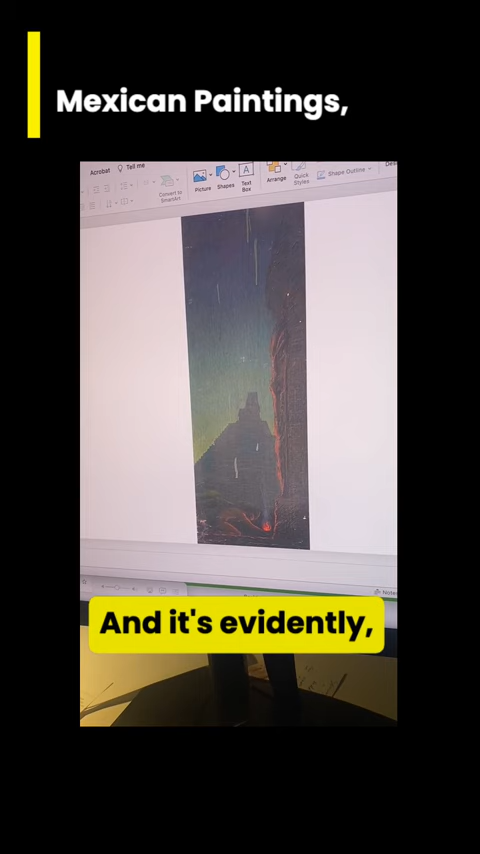 Mexican Paintings,
Acrobat
Tell me
Convert to
SmartArt
Picture
Shapes
Text
Box
Arrange
Quick
Styles
Shape Outline
Notes
And it's evidently,